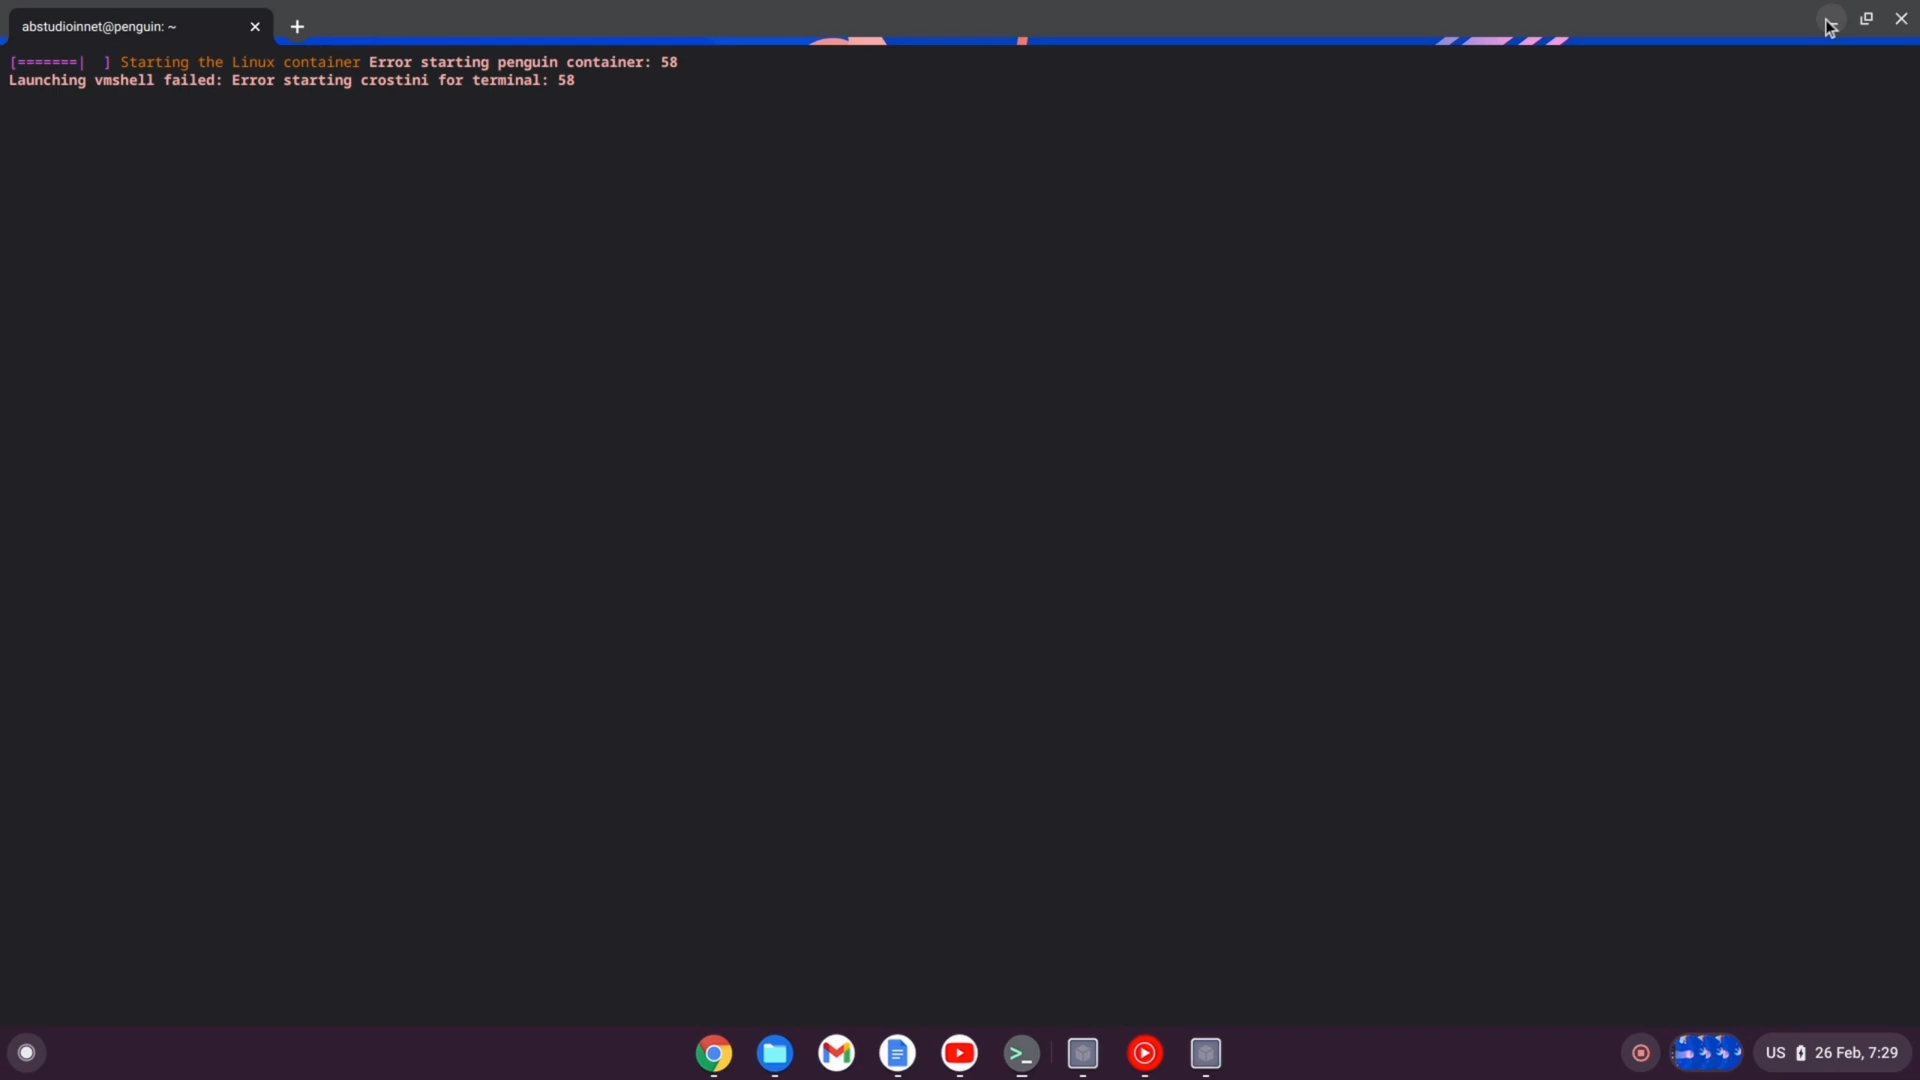 abstudioinnet@penguin: ~
[=======|  ] Starting the Linux container Error starting penguin container: 58
Launching vmshell failed: Error starting crostini for terminal: 58
US 26 Feb, 7:29